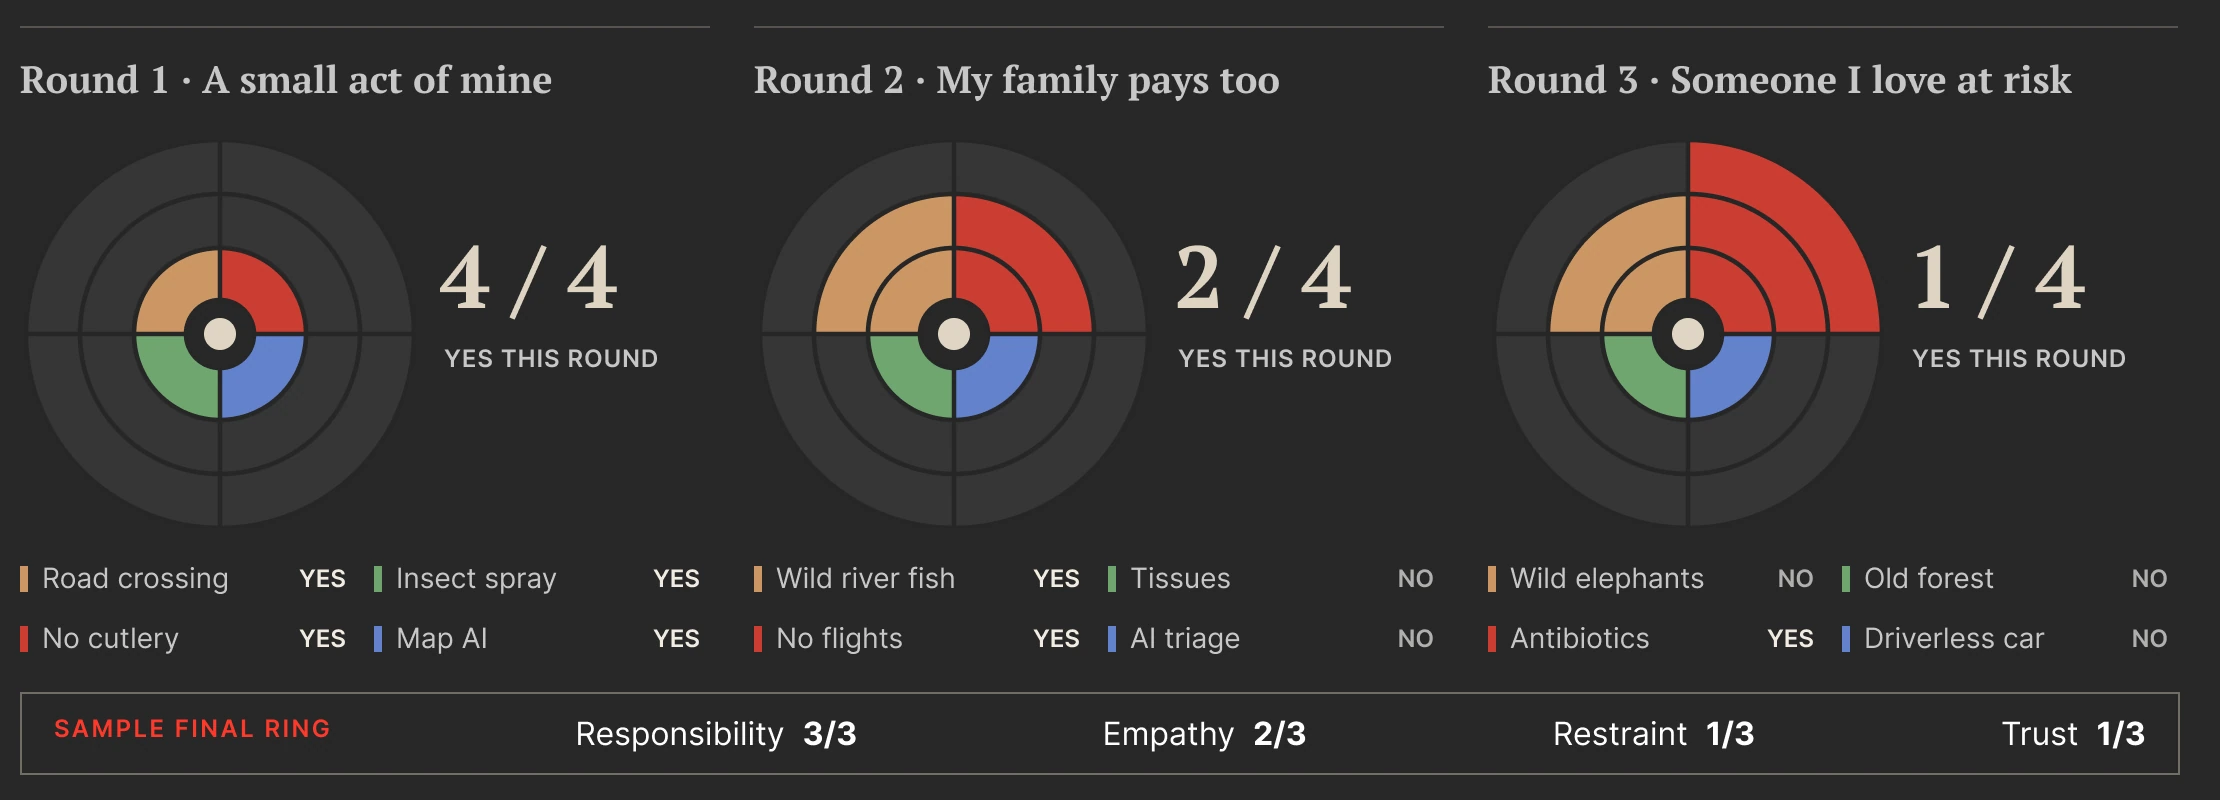 Round 1 · A small act of mine
4 / 4
YES THIS ROUND
Road crossing YES
Insect spray YES
No cutlery YES
Map AI YES
Round 2 · My family pays too
2 / 4
YES THIS ROUND
Wild river fish YES
Tissues NO
No flights YES
AI triage NO
Round 3 · Someone I love at risk
1 / 4
YES THIS ROUND
Wild elephants NO
Old forest NO
Antibiotics YES
Driverless car NO
SAMPLE FINAL RING
Responsibility 3/3
Empathy 2/3
Restraint 1/3
Trust 1/3